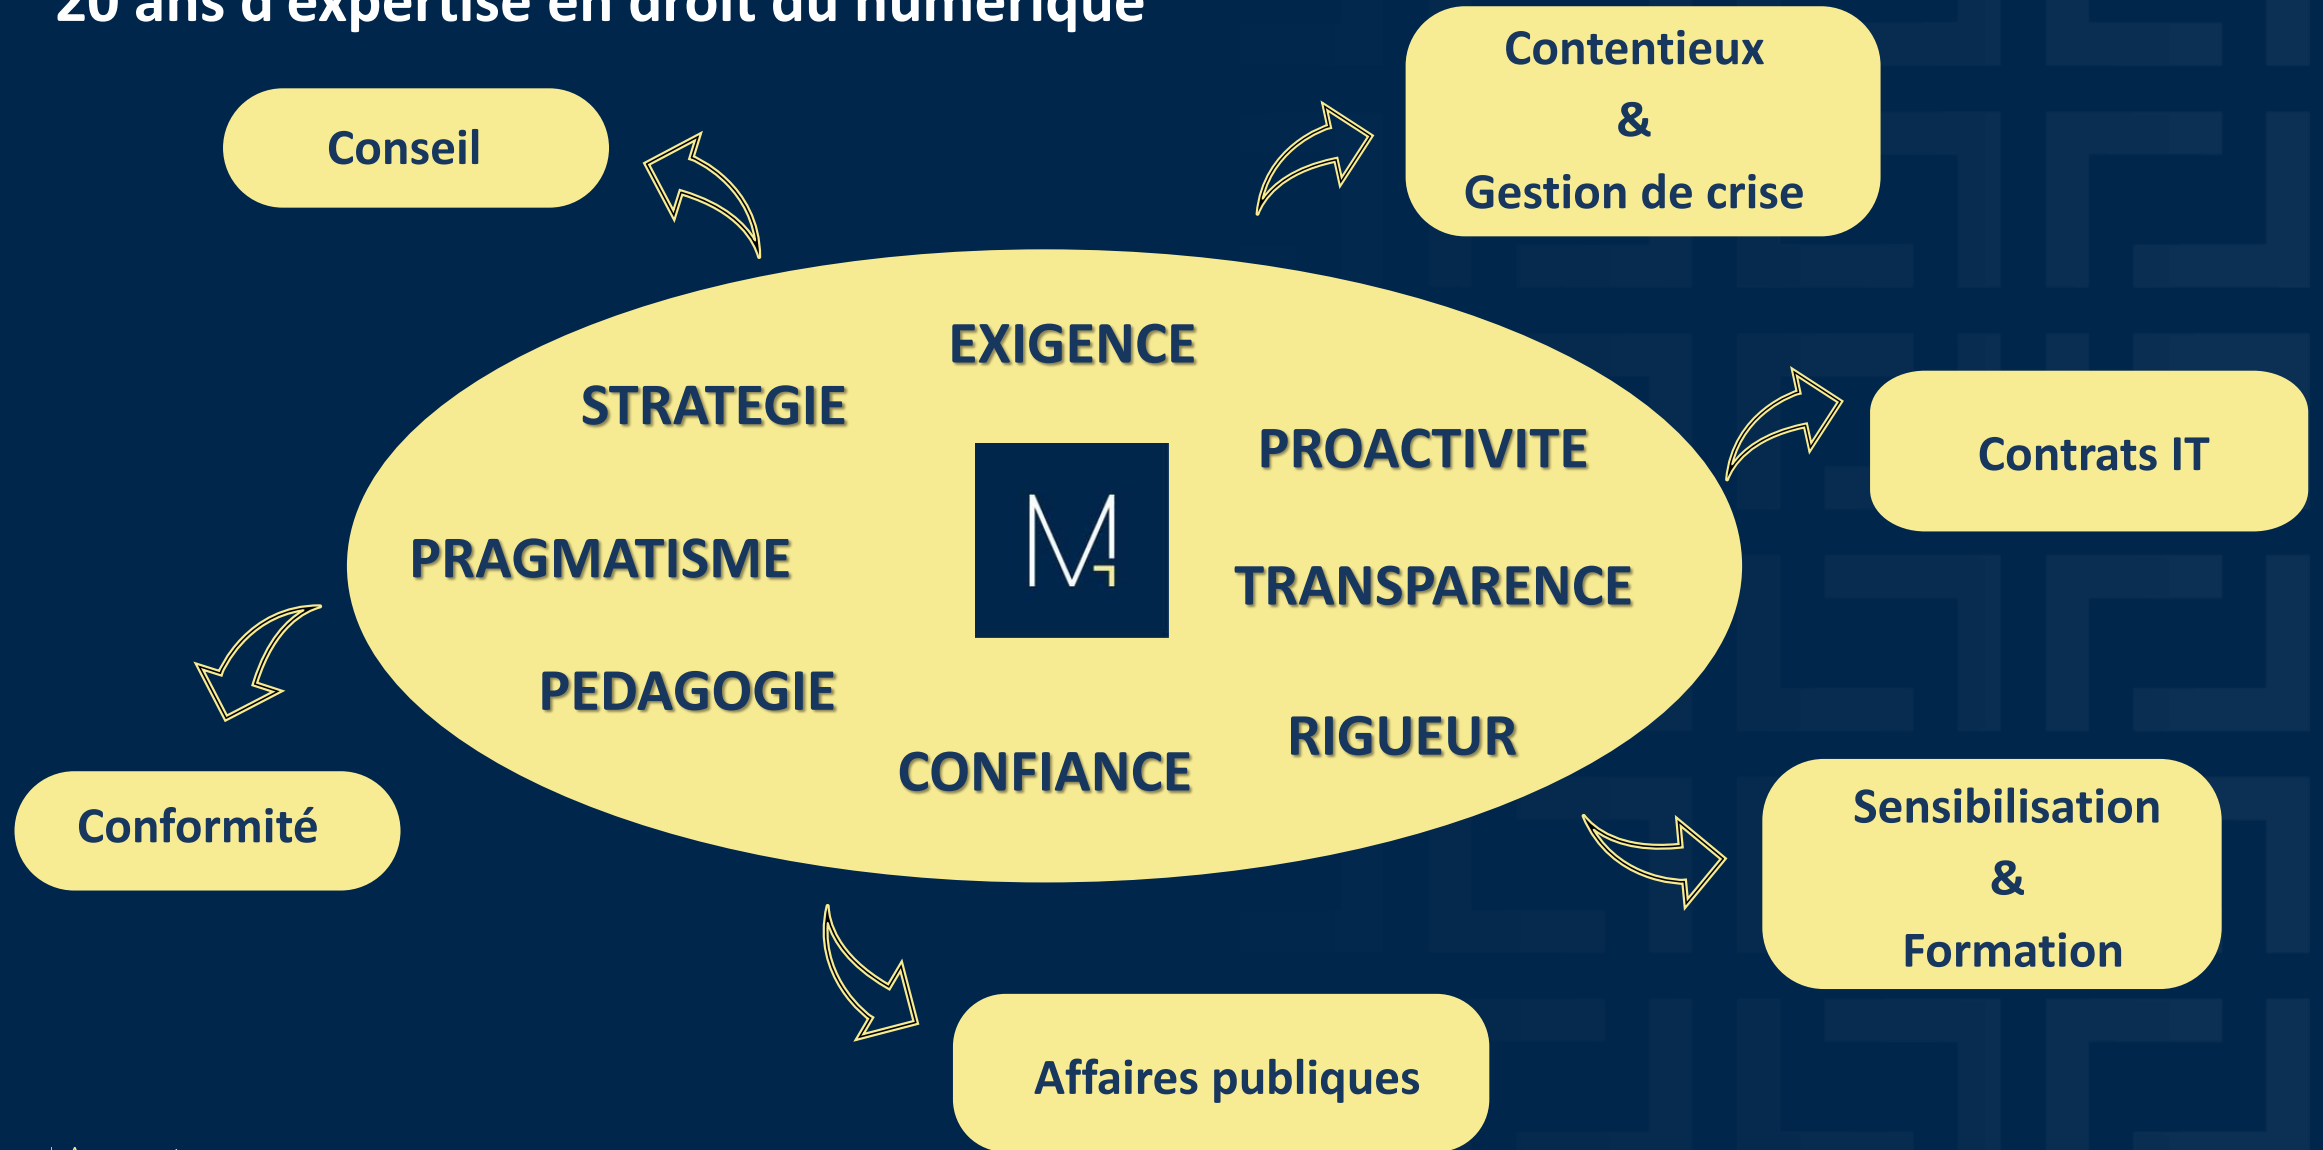 20 ans d'expertise en droit du numérique
Conseil
Contentieux
&
Gestion de crise
EXIGENCE
STRATEGIE
PROACTIVITE
Contrats IT
M
PRAGMATISME
TRANSPARENCE
PEDAGOGIE
RIGUEUR
CONFIANCE
Conformité
Sensibilisation
&
Formation
Affaires publiques